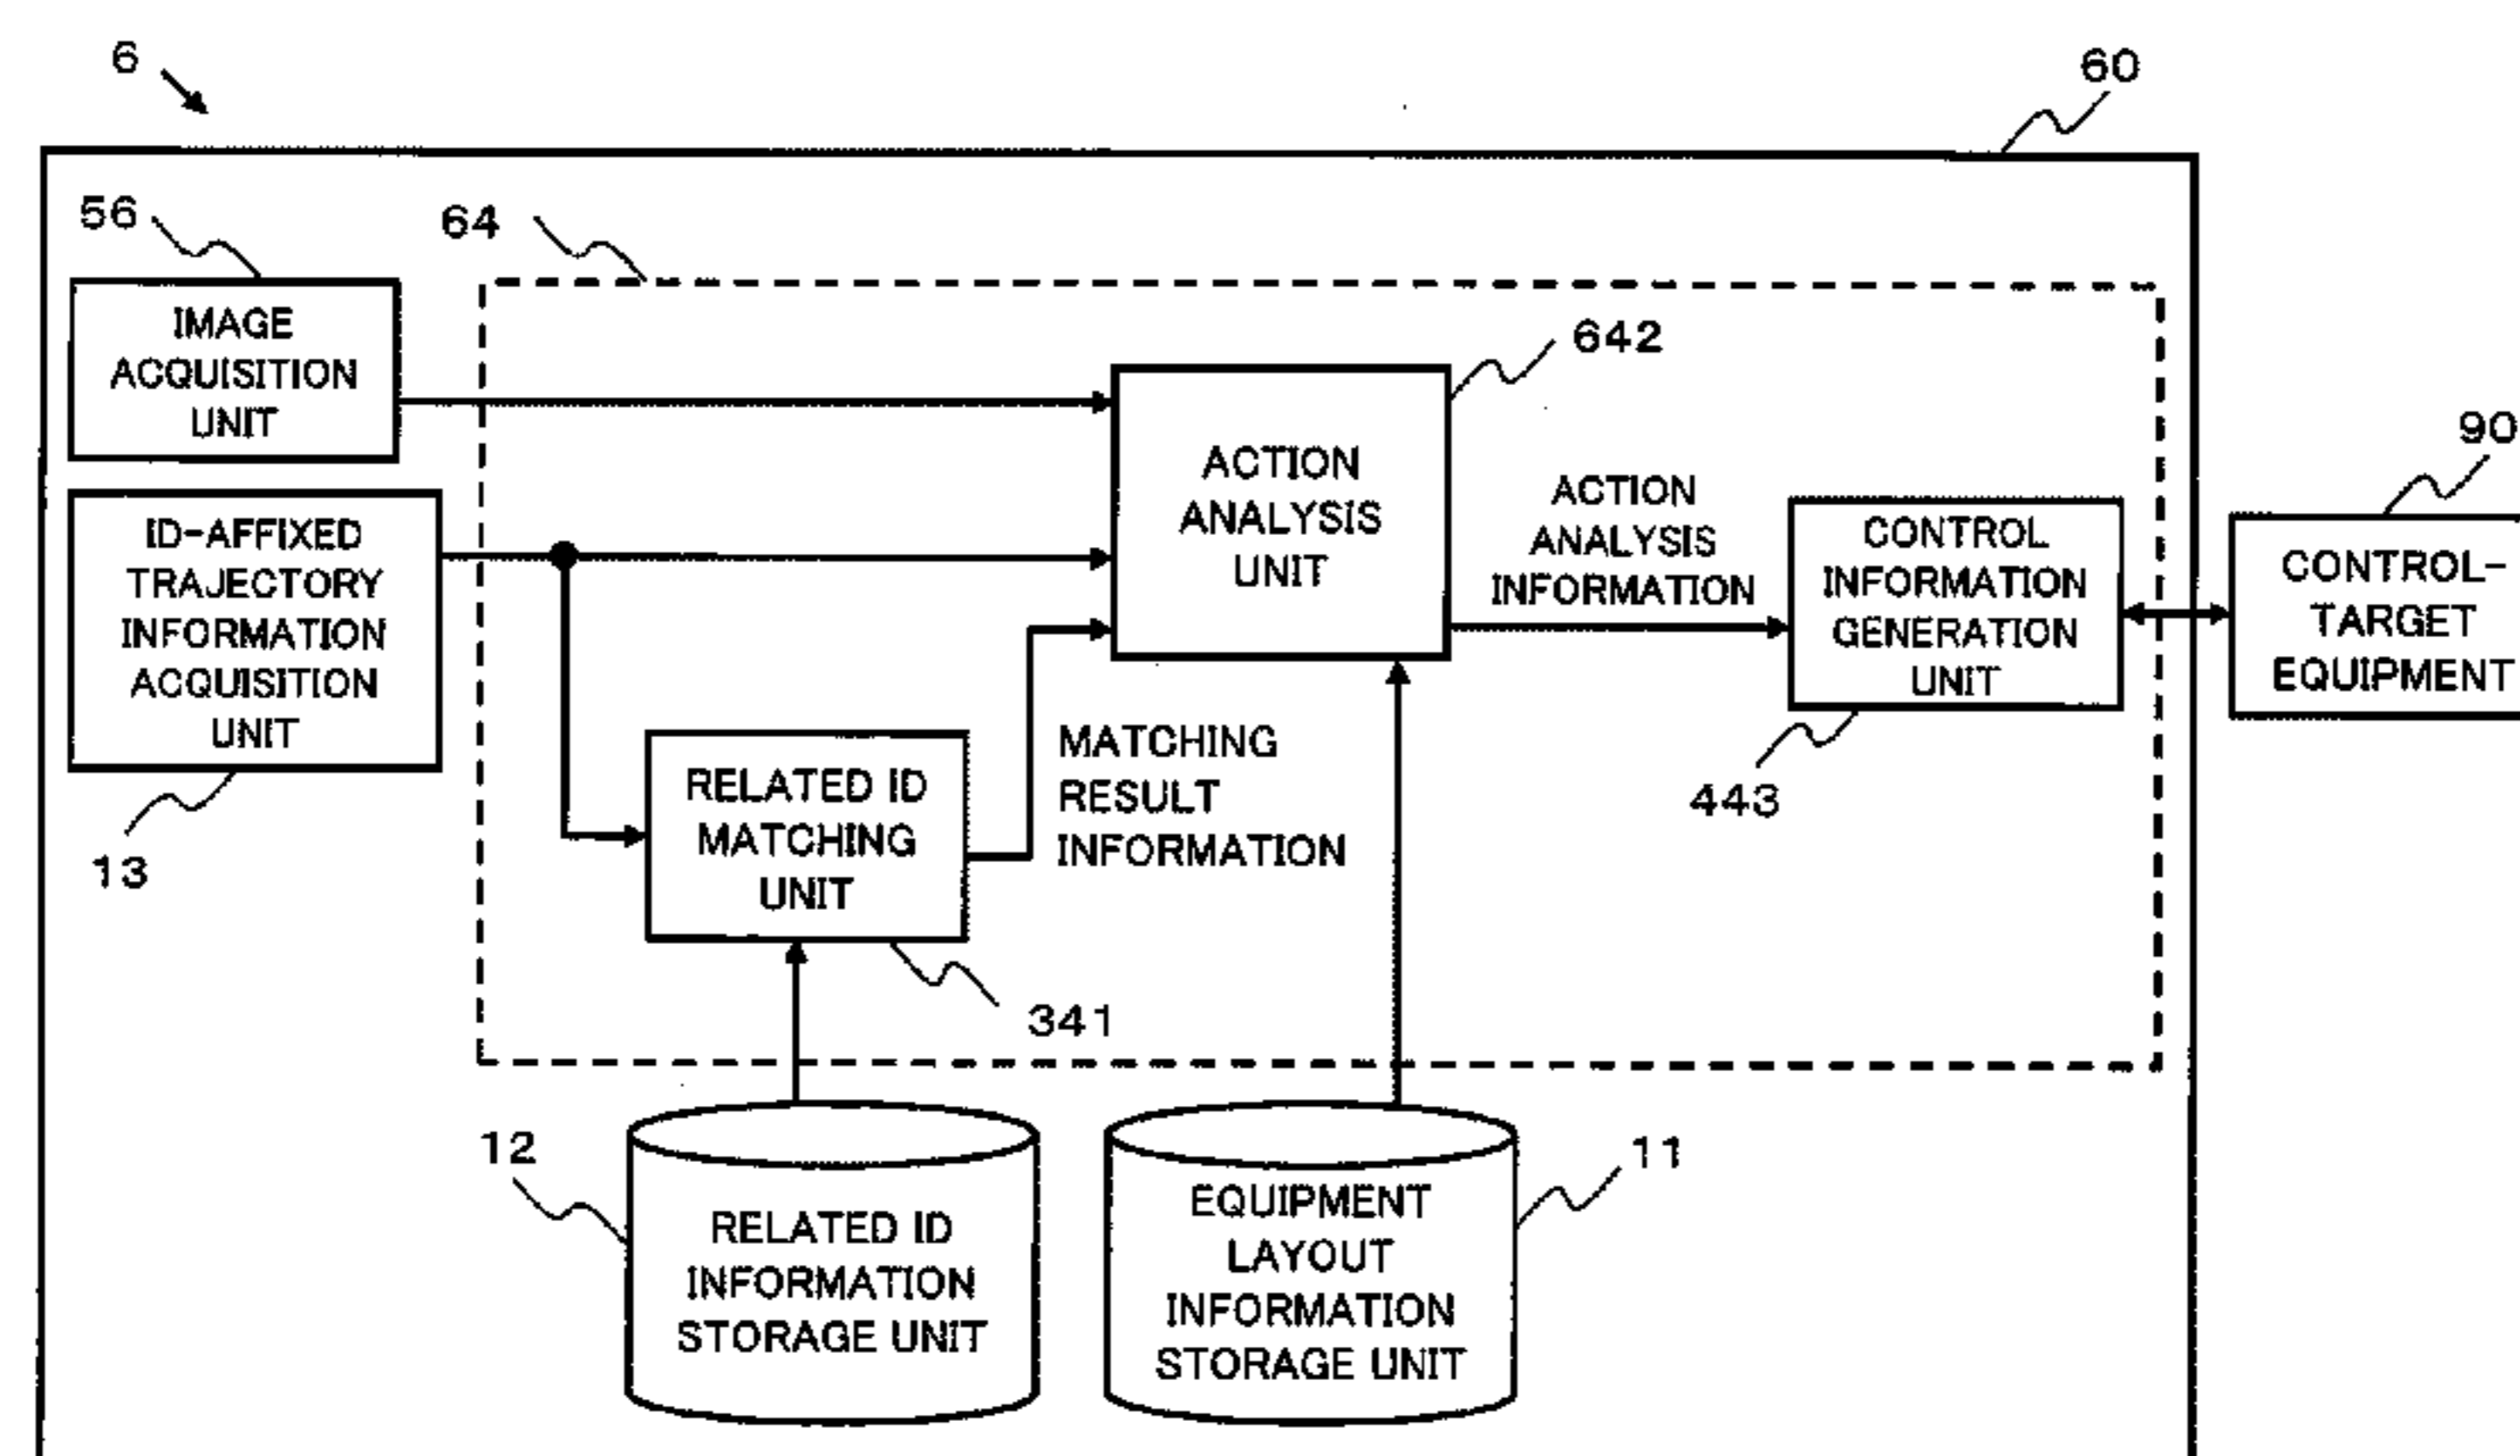 6
60
56
64
IMAGE
ACQUISITION
UNIT
642
ACTION
ANALYSIS
UNIT
90
ID-AFFIXED
TRAJECTORY
INFORMATION
ACQUISITION
UNIT
13
ACTION
ANALYSIS
INFORMATION
CONTROL
INFORMATION
GENERATION
UNIT
443
CONTROL-
TARGET
EQUIPMENT
RELATED ID
MATCHING
UNIT
341
MATCHING
RESULT
INFORMATION
12
RELATED ID
INFORMATION
STORAGE UNIT
11
EQUIPMENT
LAYOUT
INFORMATION
STORAGE UNIT